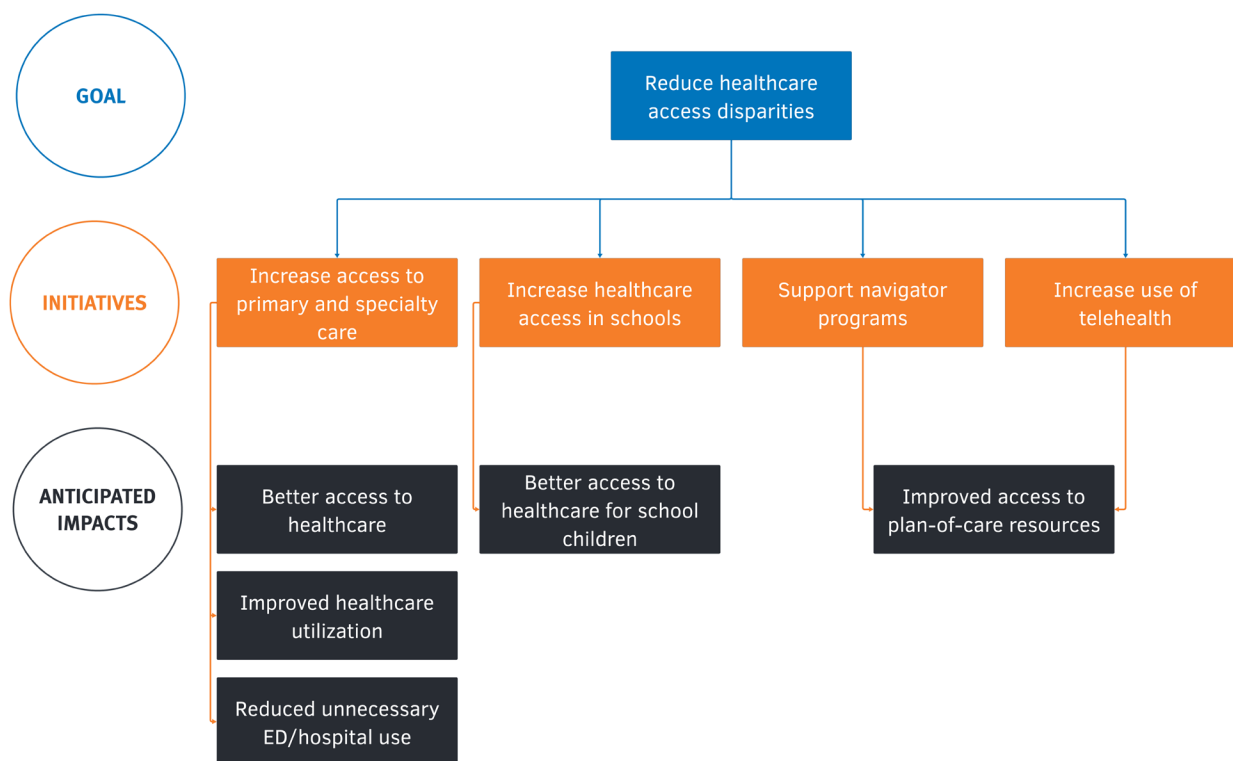 GOAL
Reduce healthcare
access disparities
INITIATIVES
Increase access to
primary and specialty
care
Increase healthcare
access in schools
Support navigator
programs
Increase use of
telehealth
ANTICIPATED
IMPACTS
Better access to
healthcare
Better access to
healthcare for school
children
Improved access to
plan-of-care resources
Improved healthcare
utilization
Reduced unnecessary
ED/hospital use